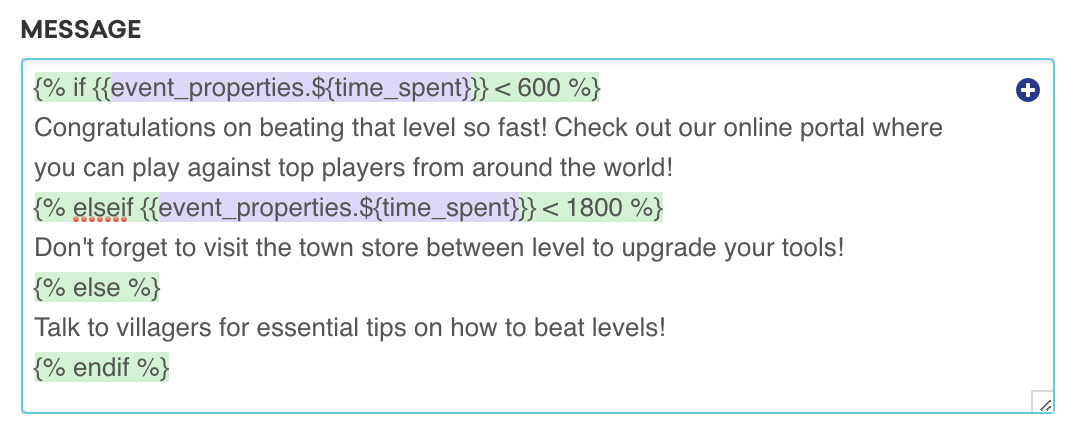 MESSAGE
{% if {{event_properties.${time_spent}}} < 600 %}
Congratulations on beating that level so fast! Check out our online portal where
you can play against top players from around the world!
{% elseif {{event_properties.${time_spent}}} < 1800 %}
Don't forget to visit the town store between level to upgrade your tools!
{% else %}
Talk to villagers for essential tips on how to beat levels!
{% endif %}